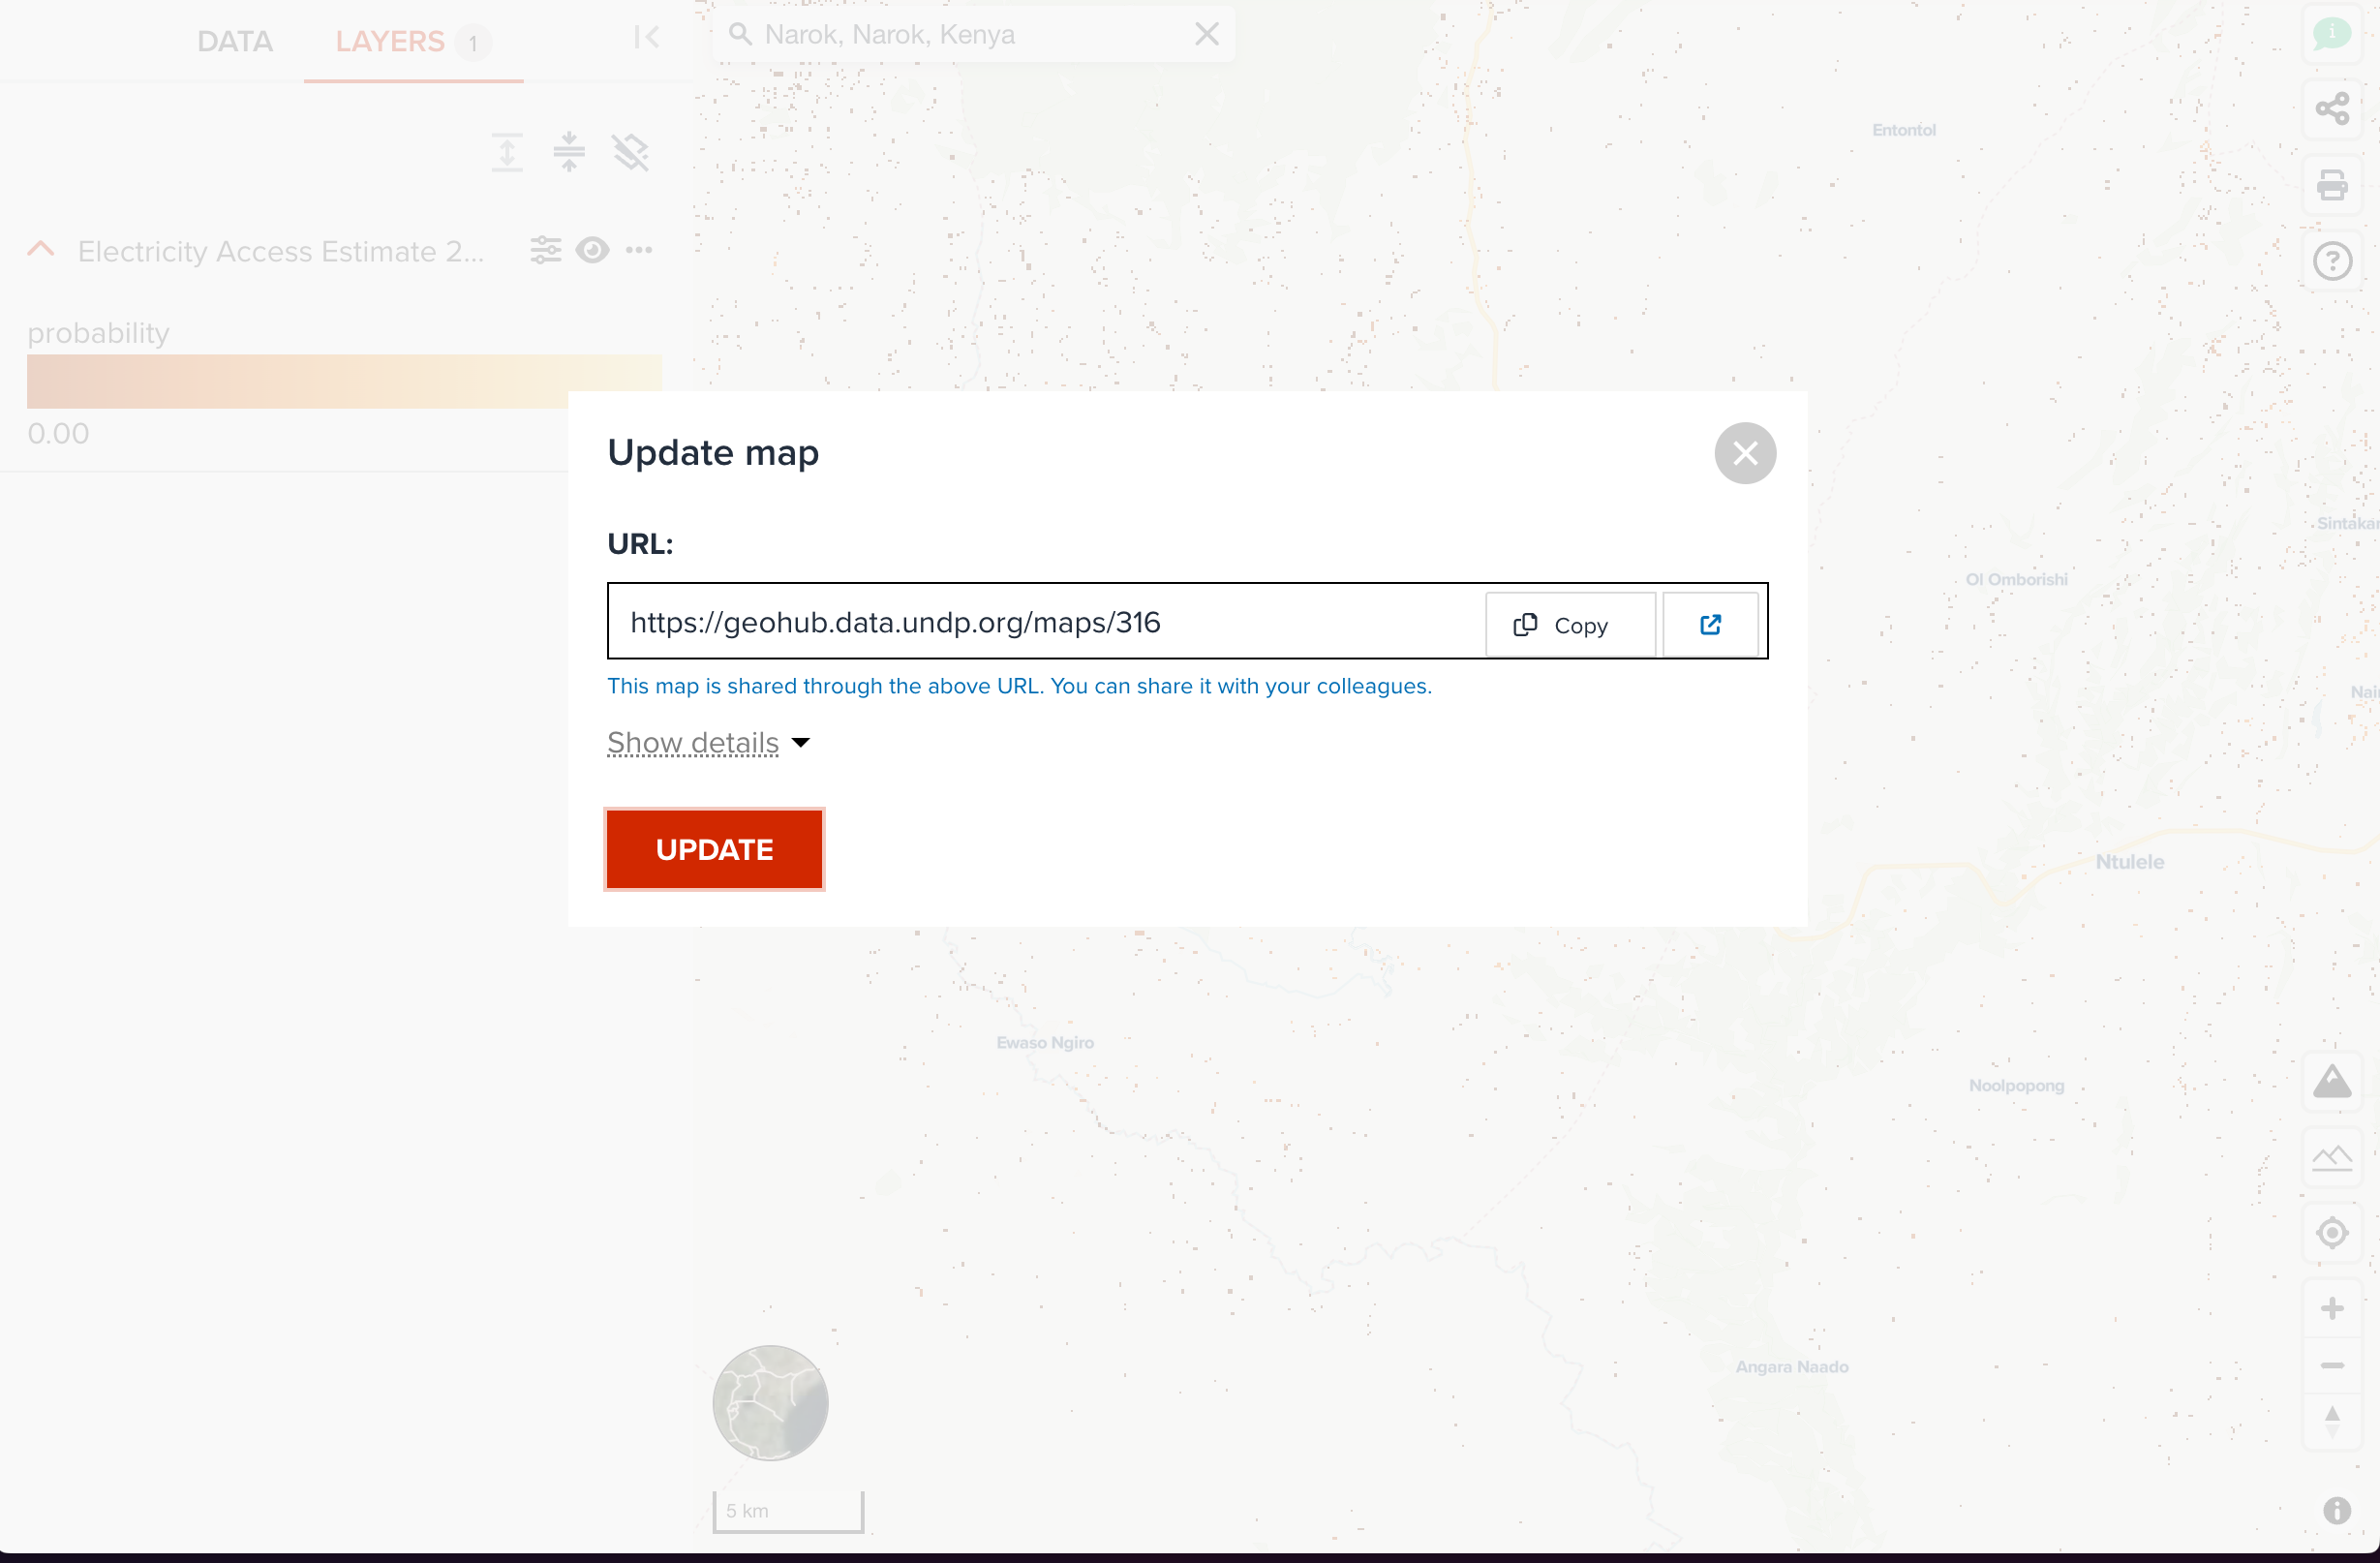 DATA
LAYERS 1
Narok, Narok, Kenya
Entontol
Electricity Access Estimate 2...
probability
0.00
Update map
URL:
https://geohub.data.undp.org/maps/316
Copy
This map is shared through the above URL. You can share it with your colleagues.
Show details
UPDATE
Sintakar
Ol Omborishi
Nair
Ntulele
Ewaso Ngiro
Noolpopong
Angara Naado
5 km